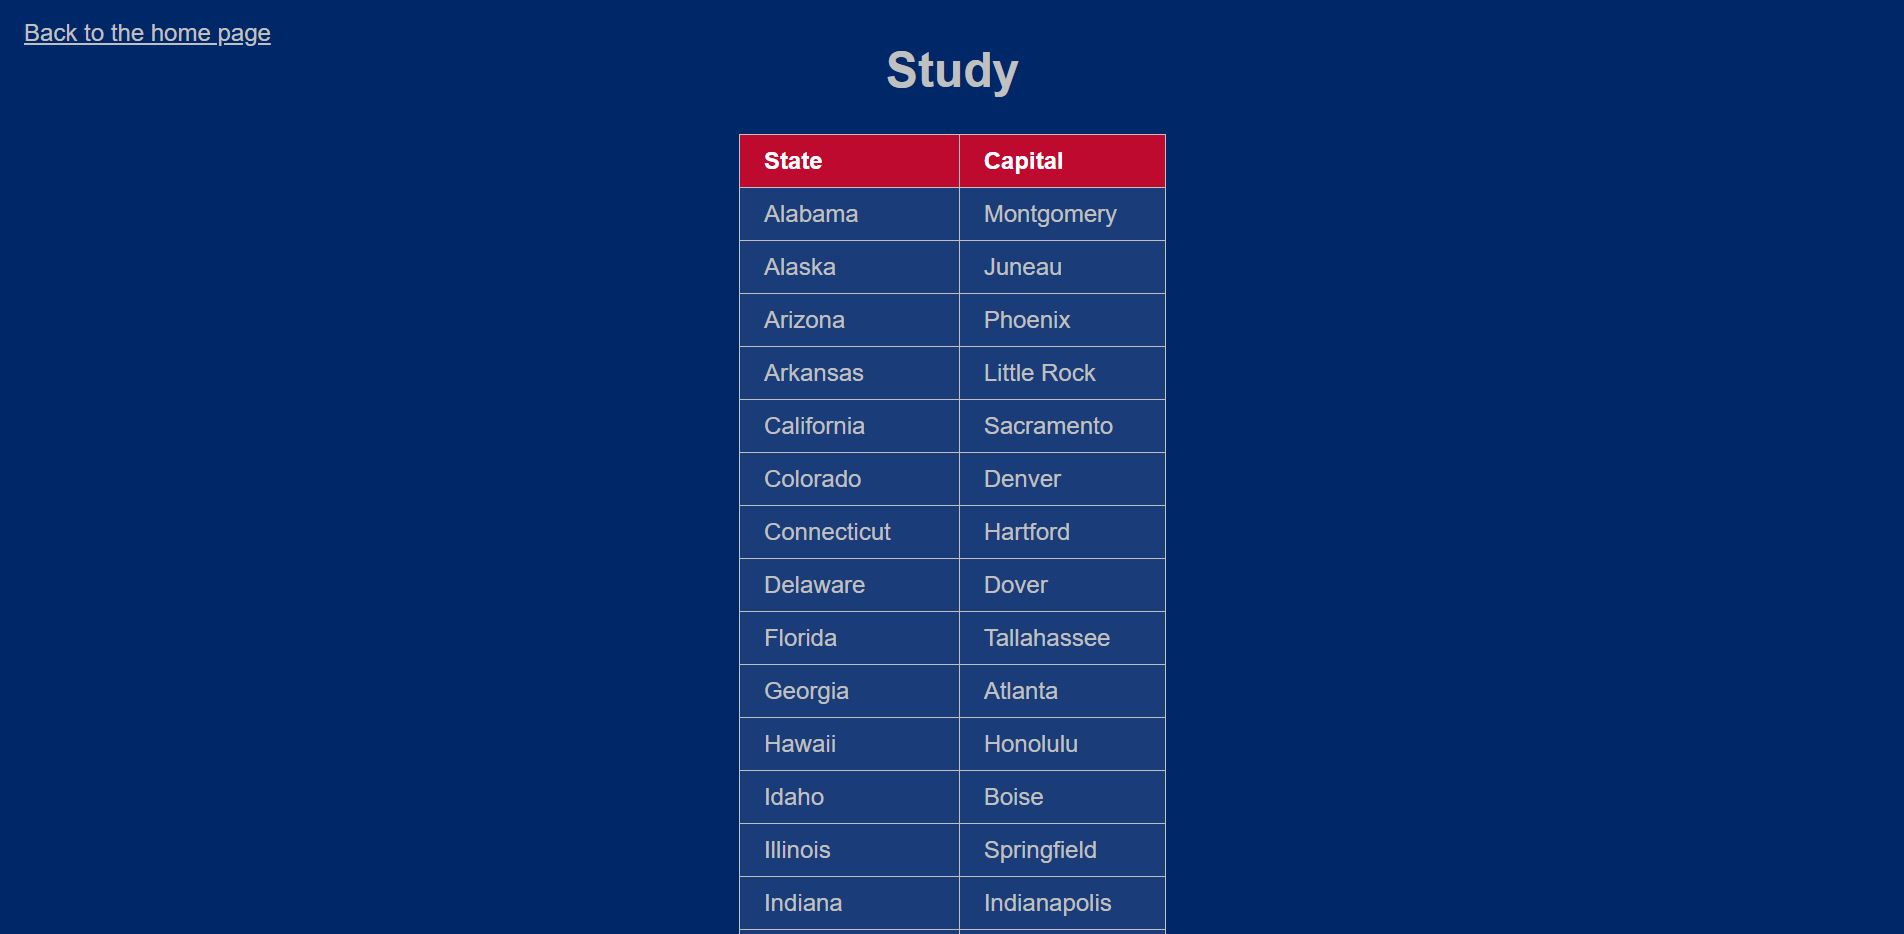 Back to the home page
Study
State Capital
Alabama Montgomery
Alaska Juneau
Arizona Phoenix
Arkansas Little Rock
California Sacramento
Colorado Denver
Connecticut Hartford
Delaware Dover
Florida Tallahassee
Georgia Atlanta
Hawaii Honolulu
Idaho Boise
Illinois Springfield
Indiana Indianapolis